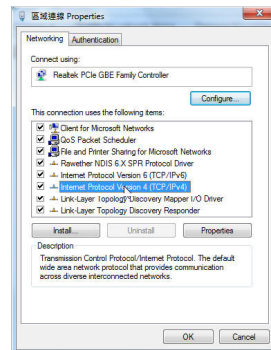 區域連線 Properties
Networking Authentication
Connect using:
Realtek PCIe GBE Family Controller
Configure...
This connection uses the following items:
Client for Microsoft Networks
QoS Packet Scheduler
File and Printer Sharing for Microsoft Networks
Rawether NDIS 6.X SPR Protocol Driver
Internet Protocol Version 6 (TCP/IPv6)
Internet Protocol Version 4 (TCP/IPv4)
Link-Layer Topology Discovery Mapper I/O Driver
Link-Layer Topology Discovery Responder
Install... Uninstall Properties
Description
Transmission Control Protocol/Internet Protocol. The default
wide area network protocol that provides communication
across diverse interconnected networks.
OK Cancel